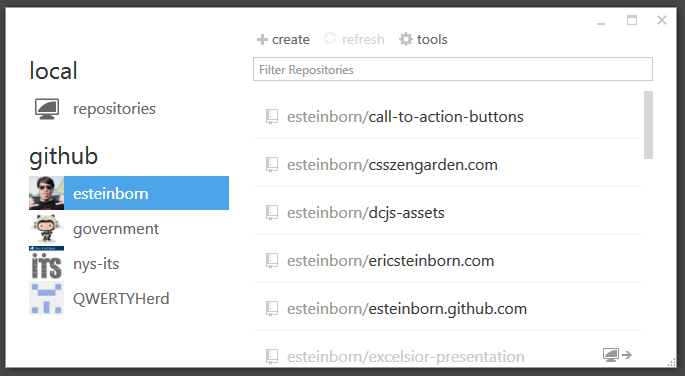 create refresh tools
local
Filter Repositories
repositories
esteinborn/call-to-action-buttons
github
esteinborn/csszengarden.com
esteinborn
esteinborn/dcjs-assets
government
nys-its
esteinborn/ericsteinborn.com
QWERTYHerd
esteinborn/esteinborn.github.com
esteinborn/excelsior-presentation
its